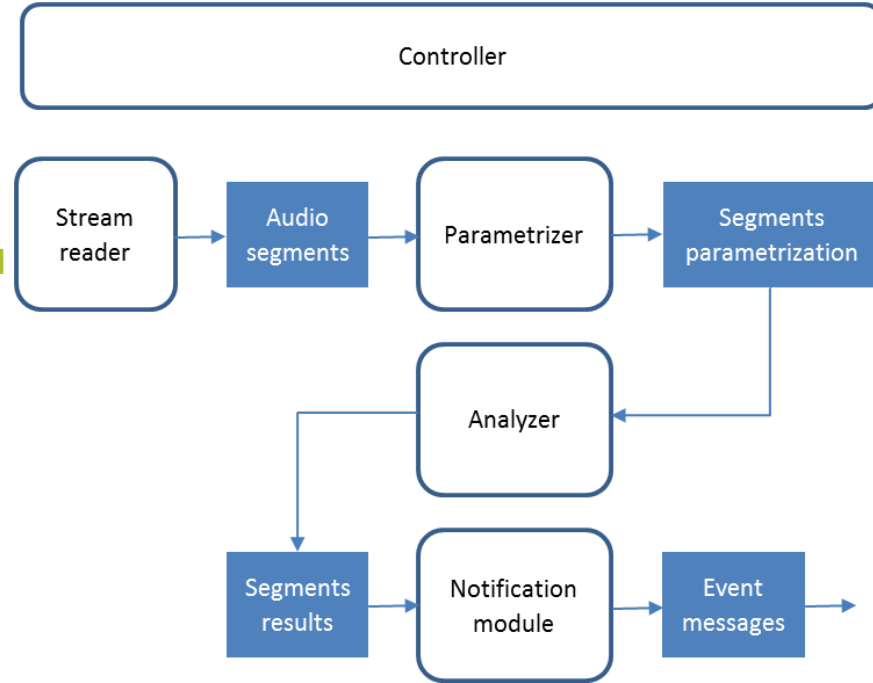 Controller
Stream
reader
Audio
segments
Parametrizer
Segments
parametrization
Analyzer
Segments
results
Notification
module
Event
messages